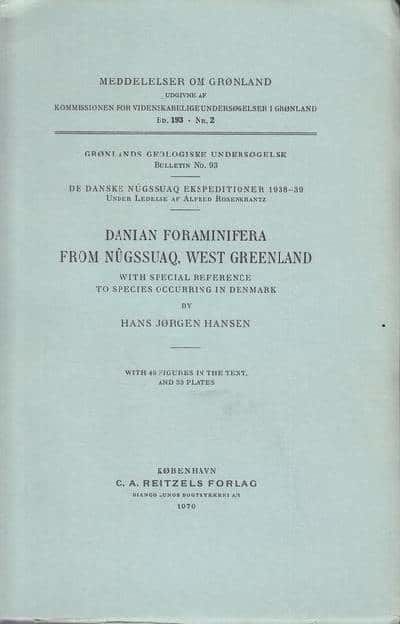 MEDDELELSER OM GRØNLAND
UDGIVNE AF
KOMMISSIONEN FOR VIDENSKABELIGE UNDERSØGELSER I GRØNLAND
BD. 193 · NR. 2
GRØNLANDS GEOLOGISKE UNDERSØGELSE
BULLETIN NO. 93
DE DANSKE NÛGSSUAQ EKSPEDITIONER 1938–39
UNDER LEDELSE AF ALFRED ROSENKRANTZ
DANIAN FORAMINIFERA
FROM NÛGSSUAQ, WEST GREENLAND
WITH SPECIAL REFERENCE
TO SPECIES OCCURRING IN DENMARK
BY
HANS JØRGEN HANSEN
WITH FIGURES IN THE TEXT,
AND 33 PLATES
KØBENHAVN
C. A. REITZELS FORLAG
BIANCO LUNOS BOGTRYKKERI A/S
1970